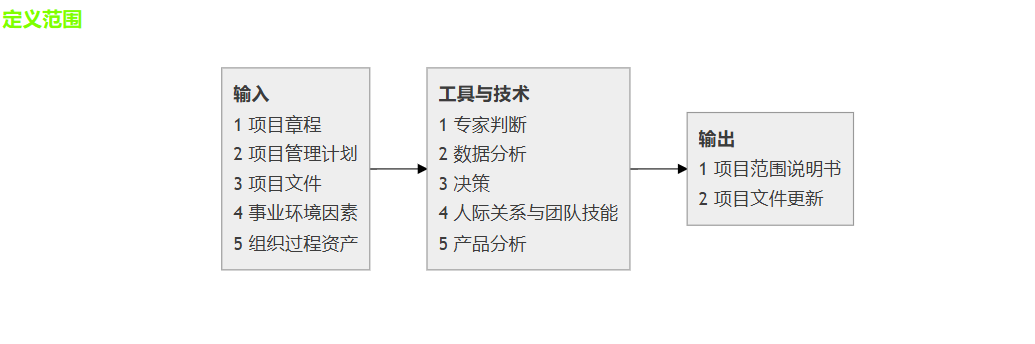 定义范围
输入
1 项目章程
2 项目管理计划
3 项目文件
4 事业环境因素
5 组织过程资产
工具与技术
1 专家判断
2 数据分析
3 决策
4 人际关系与团队技能
5 产品分析
输出
1 项目范围说明书
2 项目文件更新